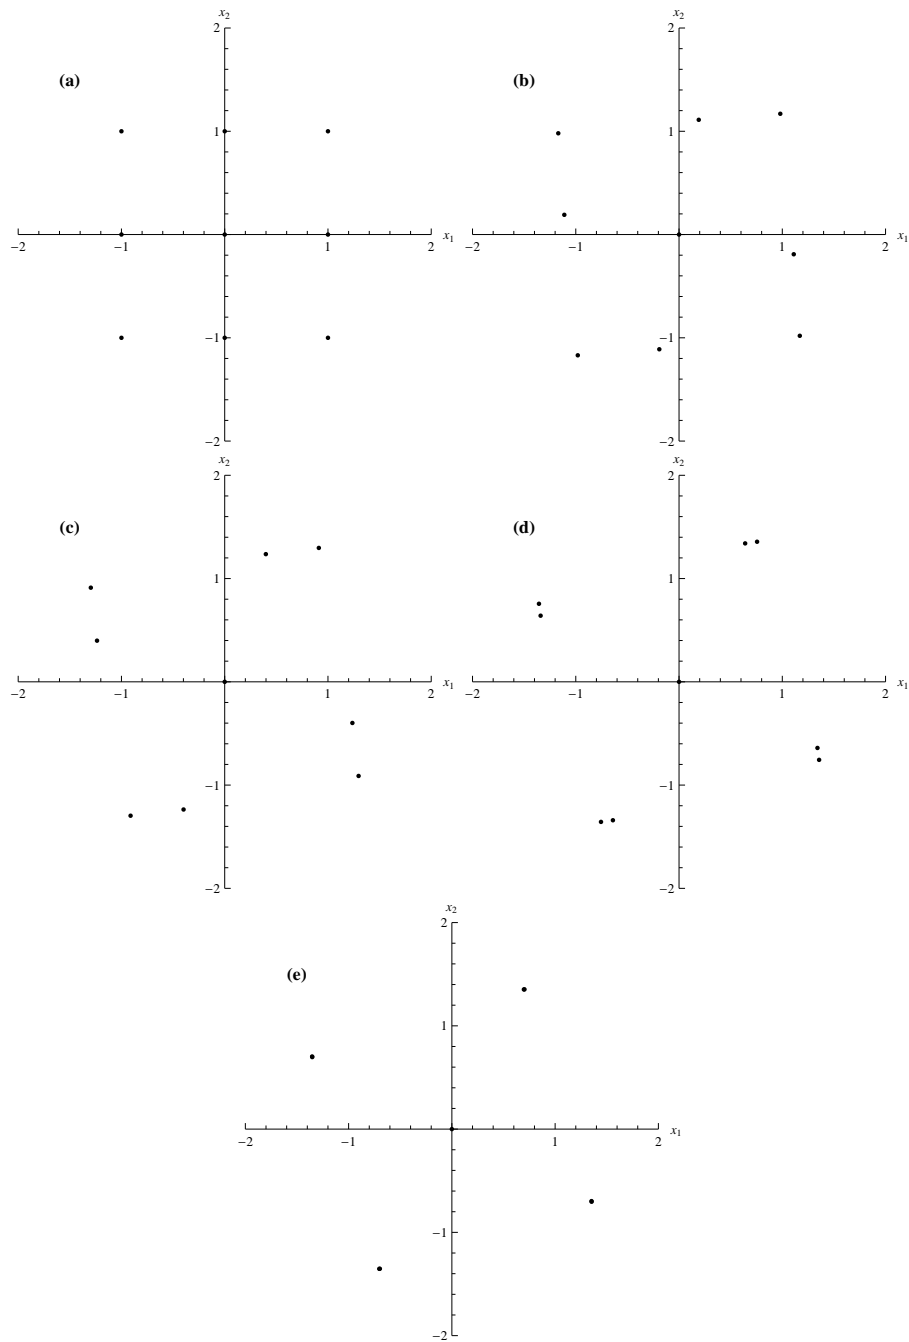 x₂ x₂
2 2
(a) (b)
1 1
−2 −1 1 2 x₁ −2 −1 1 2 x₁
−1 −1
−2 −2
x₂ x₂
2 2
(c) (d)
1 1
−2 −1 1 2 x₁ −2 −1 1 2 x₁
−1 −1
−2 −2
x₂
2
(e)
1
−2 −1 1 2 x₁
−1
−2